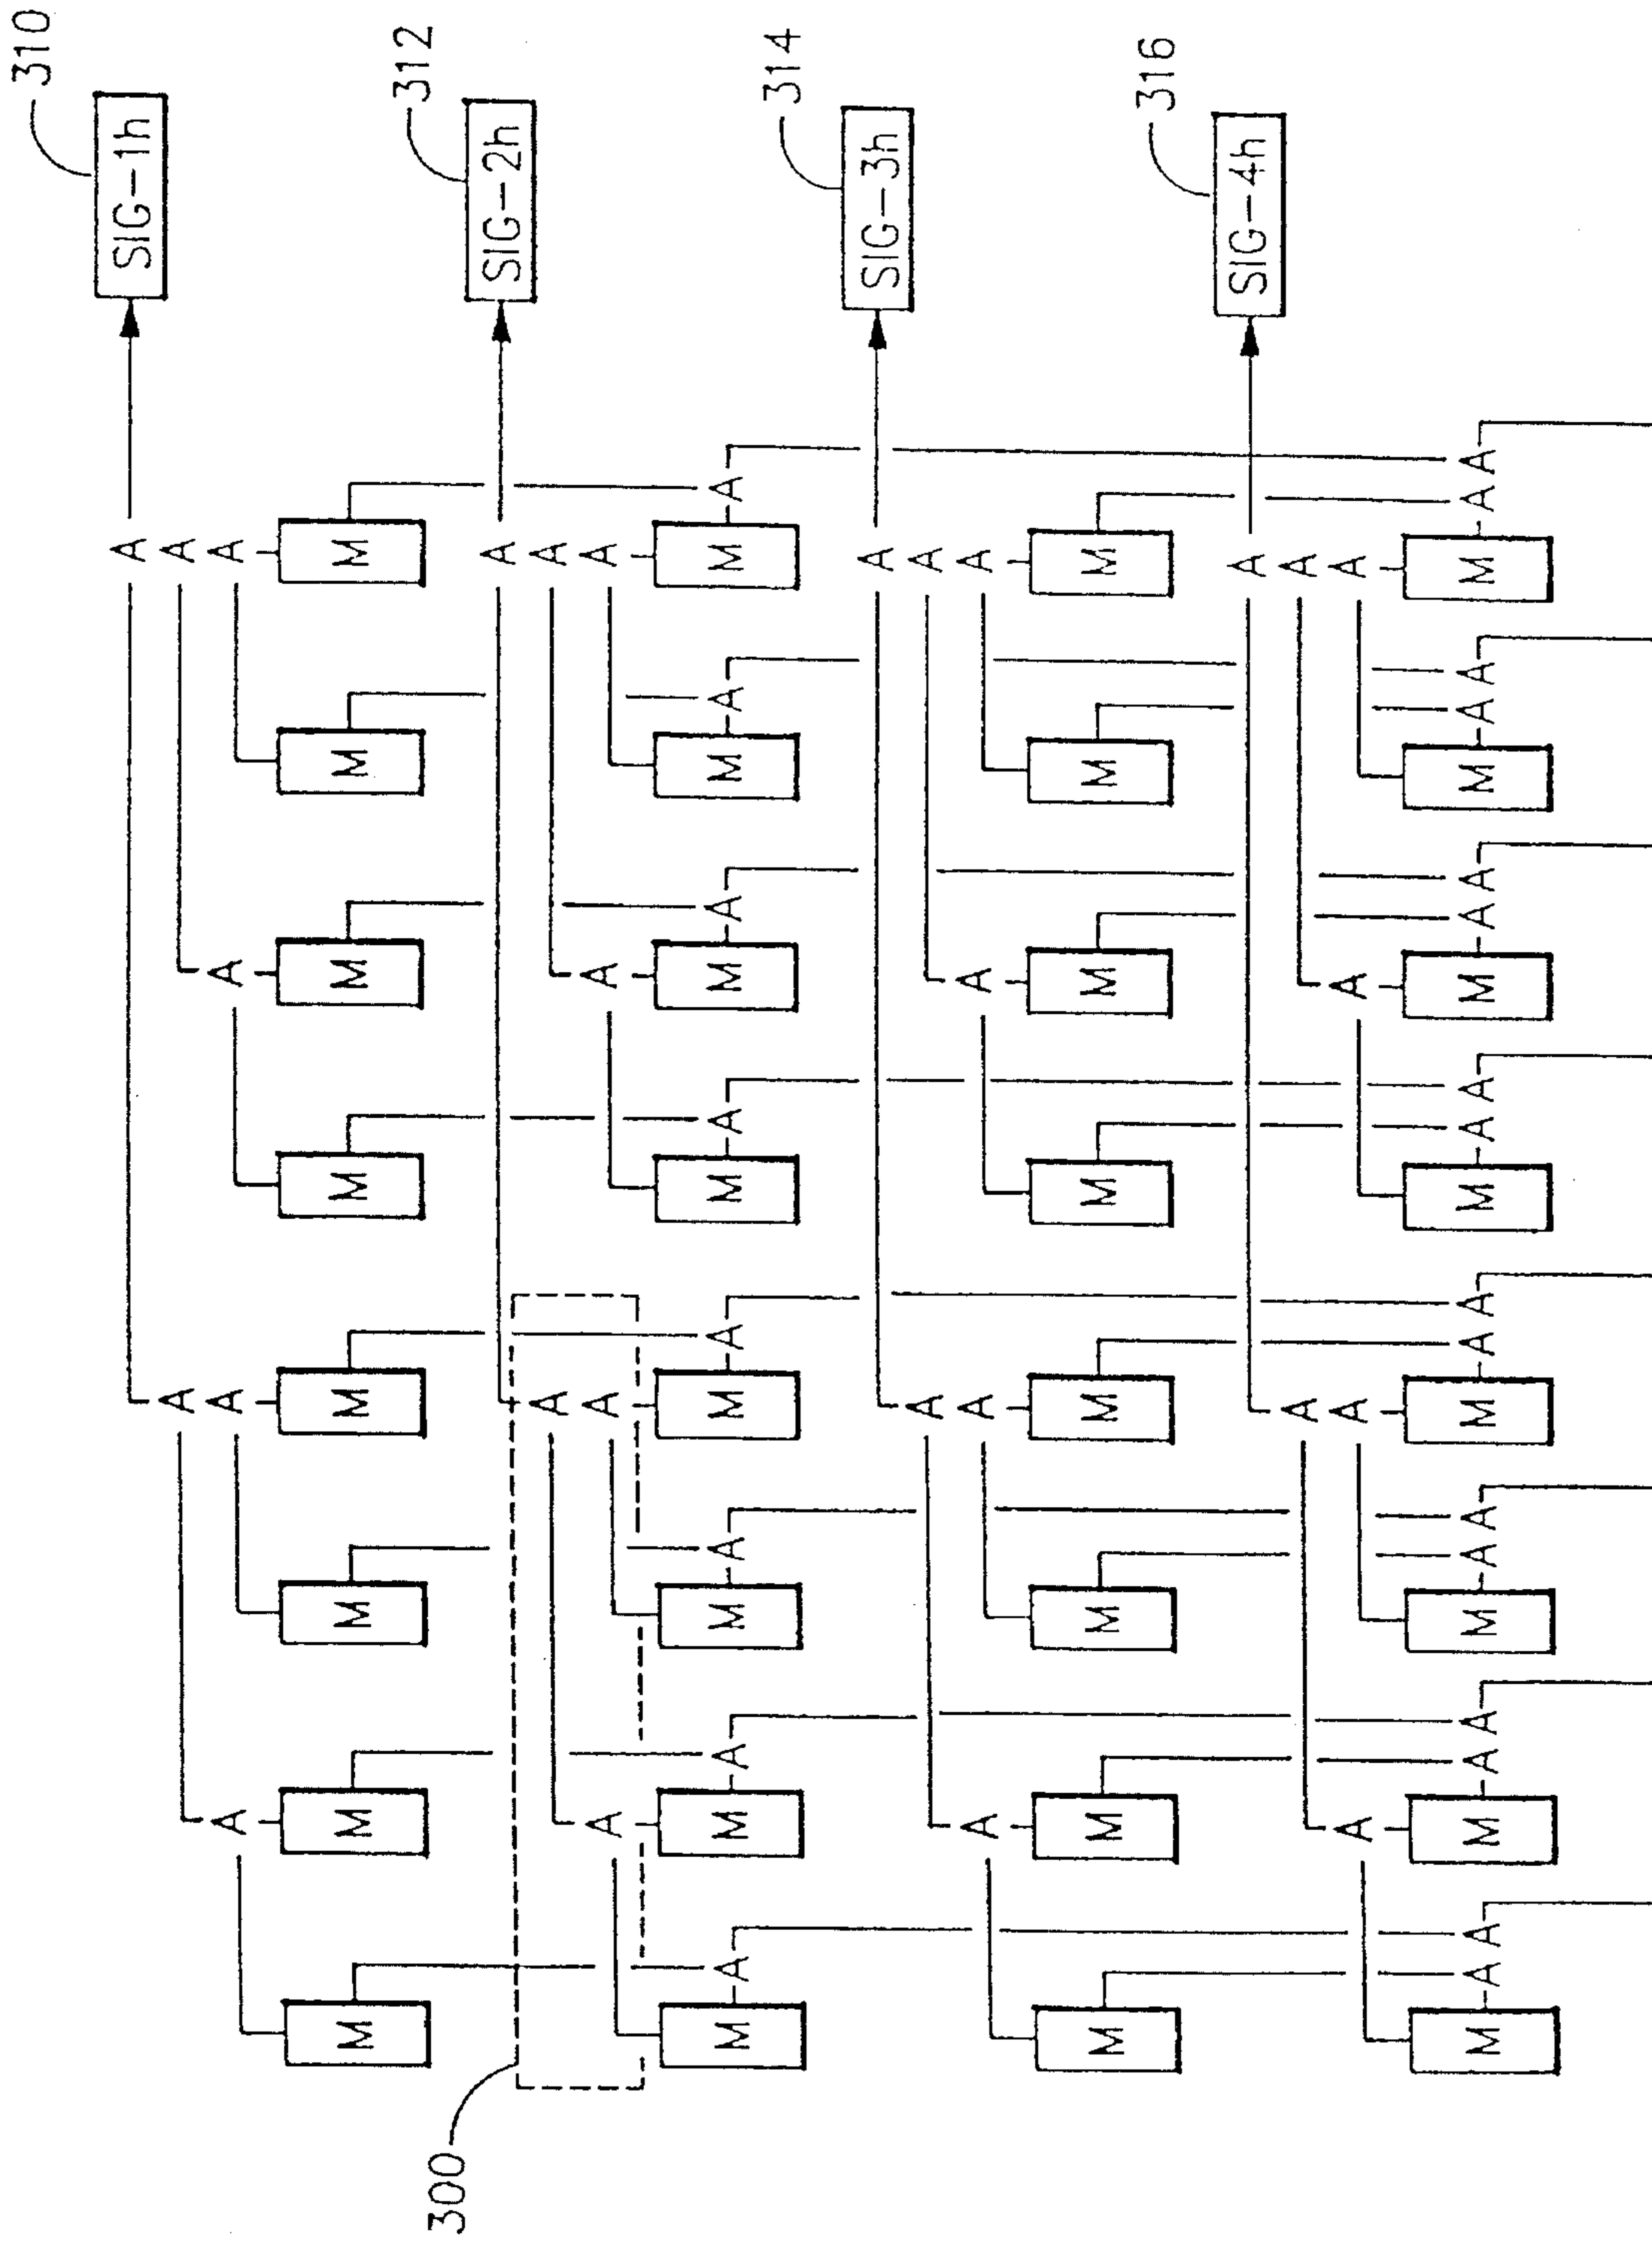 310
A SIG-1h
A A
A A A A
M M M M M M M M
312
300
A SIG-2h
A A
A A A A
M A M A M A M A M A M A M A M A
314
A SIG-3h
A A
A A A A
M M M M M M M M
316
A SIG-4h
A A
A A A A
M A A M A A M A A M A A M A A M A A M A A M A A